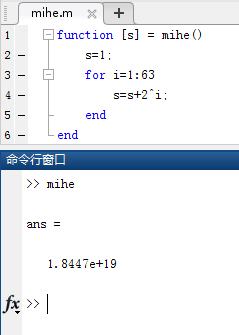 mihe.m
1 function [s] = mihe()
2 s=1;
3 for i=1:63
4 s=s+2^i;
5 end
6 end
命令行窗口
>> mihe
ans =
1.8447e+19
fx >>